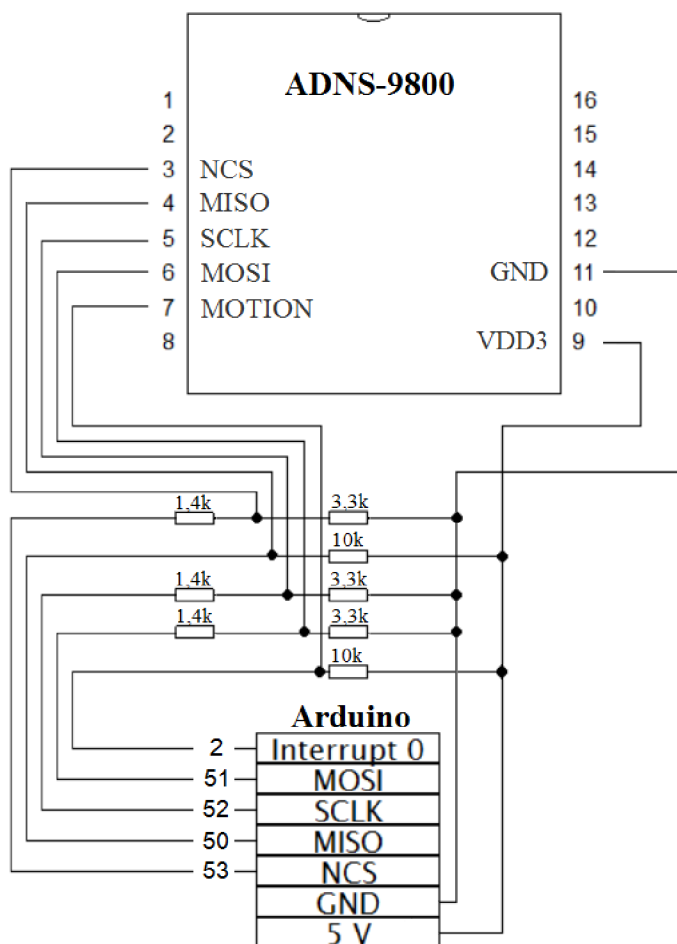 ADNS-9800
1 16
2 15
3 NCS 14
4 MISO 13
5 SCLK 12
6 MOSI GND 11
7 MOTION 10
8 VDD3 9
1,4k 3,3k
10k
1,4k 3,3k
1,4k 3,3k
10k
Arduino
2 Interrupt 0
51 MOSI
52 SCLK
50 MISO
53 NCS
GND
5 V